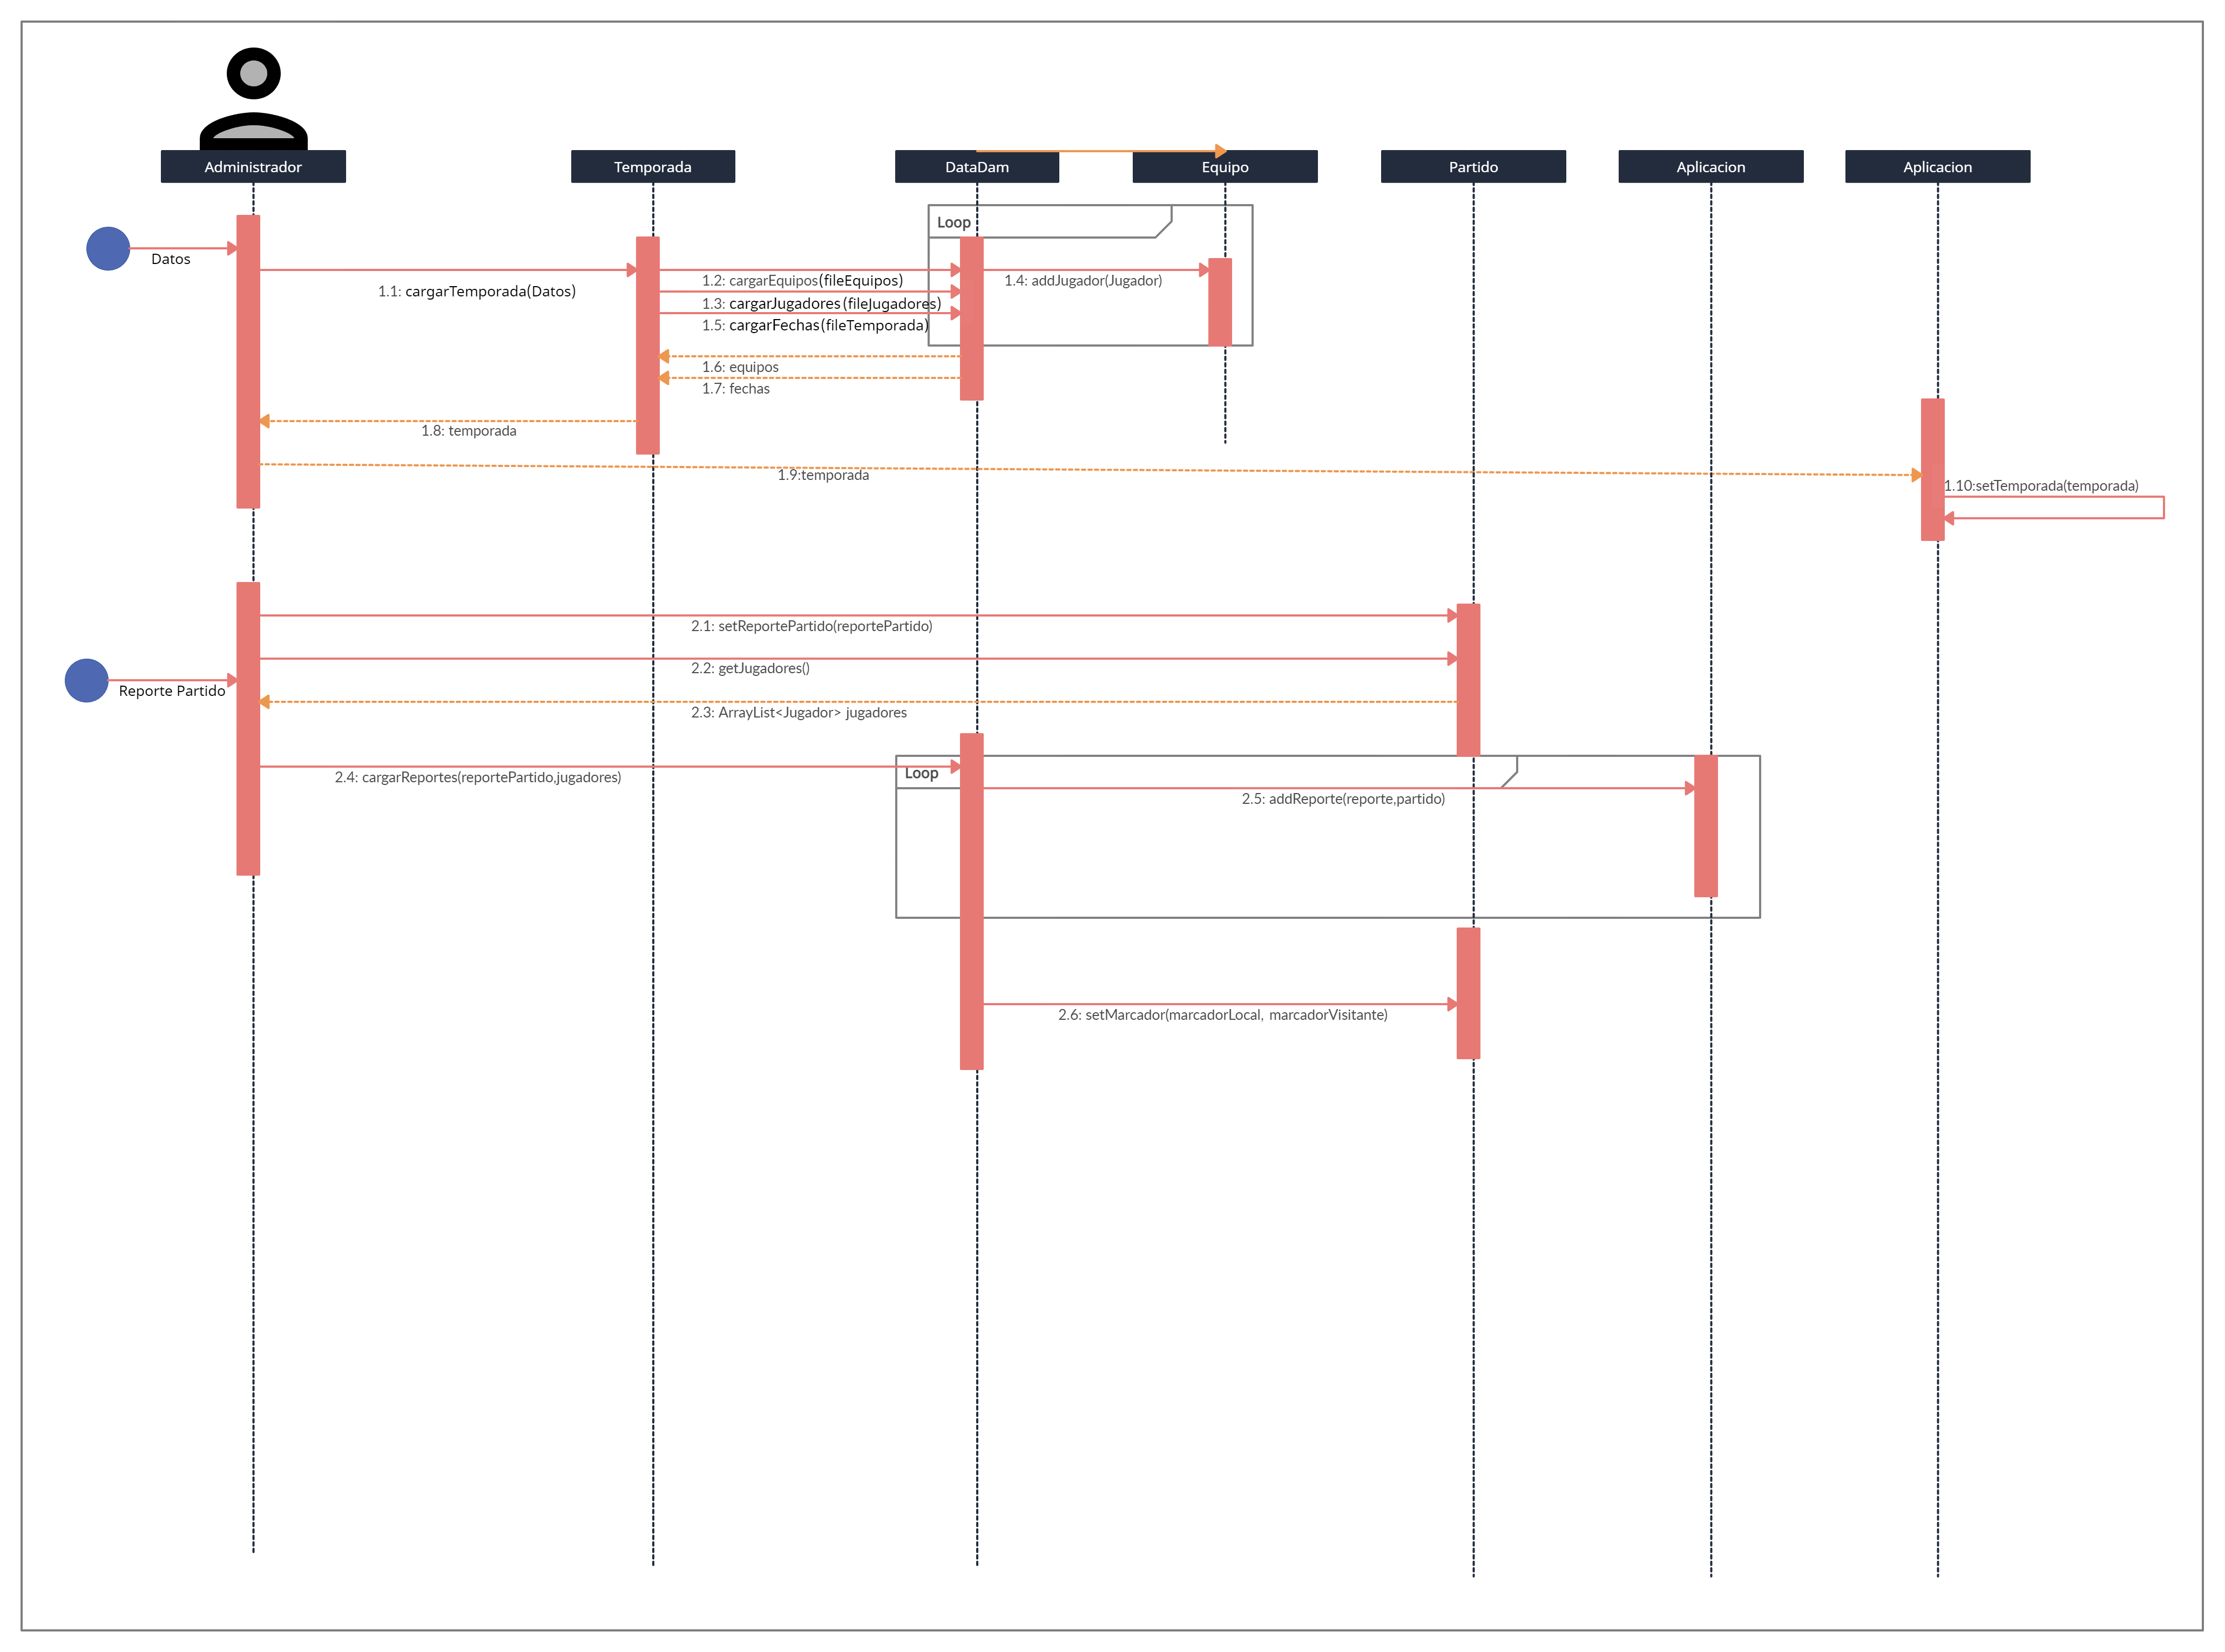 Administrador
Temporada
DataDam
Equipo
Partido
Aplicacion
Aplicacion
Loop
Datos
1.1: cargarTemporada(Datos)
1.2: cargarEquipos(fileEquipos)
1.4: addJugador(Jugador)
1.3: cargarJugadores(fileJugadores)
1.5: cargarFechas(fileTemporada)
1.6: equipos
1.7: fechas
1.8: temporada
1.9:temporada
1.10:setTemporada(temporada)
2.1: setReportePartido(reportePartido)
2.2: getJugadores()
Reporte Partido
2.3: ArrayList<Jugador> jugadores
Loop
2.4: cargarReportes(reportePartido,jugadores)
2.5: addReporte(reporte,partido)
2.6: setMarcador(marcadorLocal, marcadorVisitante)